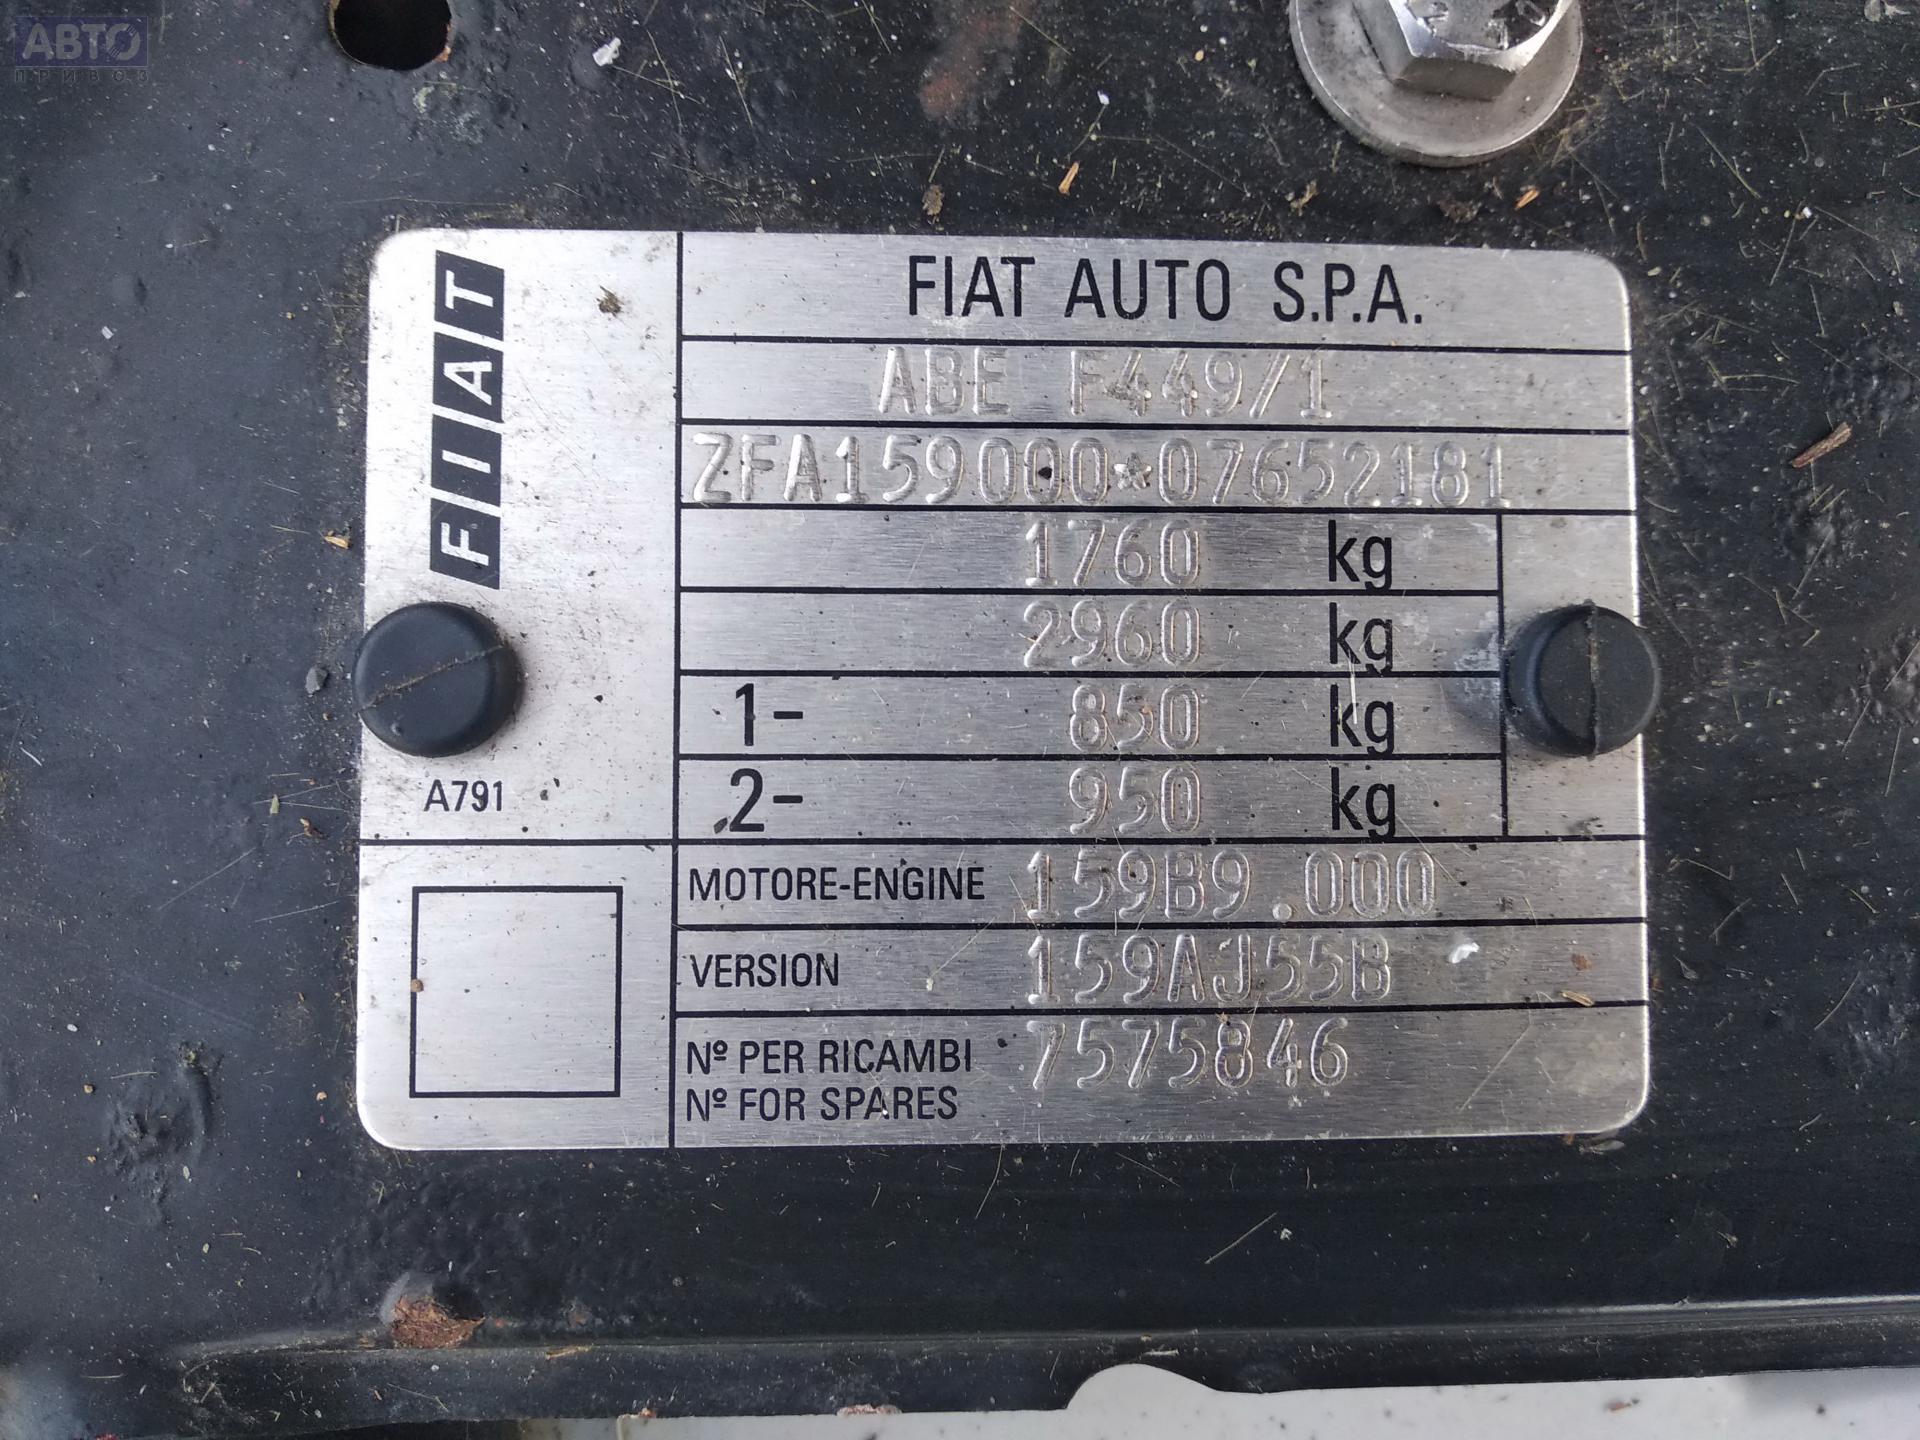 АВТО
ПРИВОЗ
FIAT
FIAT AUTO S.P.A.
ABE F449/1
ZFA159000*07652181
1760 kg
2960 kg
1- 850 kg
2- 950 kg
A791
MOTORE-ENGINE 159B9.000
VERSION 159AJ55B
Nº PER RICAMBI 7575846
Nº FOR SPARES